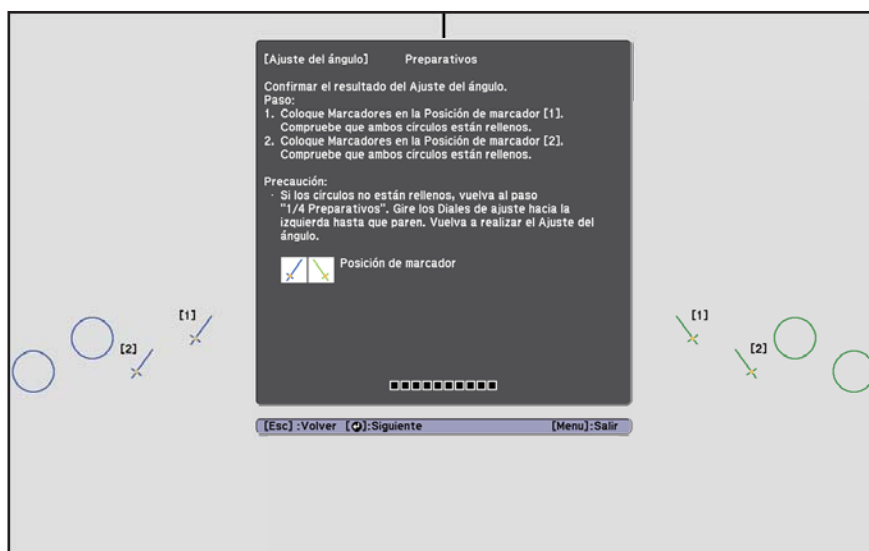 [Ajuste del ángulo] Preparativos
Confirmar el resultado del Ajuste del ángulo.
Paso:
1. Coloque Marcadores en la Posición de marcador [1].
Compruebe que ambos círculos están rellenos.
2. Coloque Marcadores en la Posición de marcador [2].
Compruebe que ambos círculos están rellenos.
Precaución:
· Si los círculos no están rellenos, vuelva al paso
"1/4 Preparativos". Gire los Diales de ajuste hacia la
izquierda hasta que paren. Vuelva a realizar el Ajuste del
ángulo.
Posición de marcador
[1] [1]
[2] [2]
[Esc] :Volver [⏎]:Siguiente [Menu]:Salir